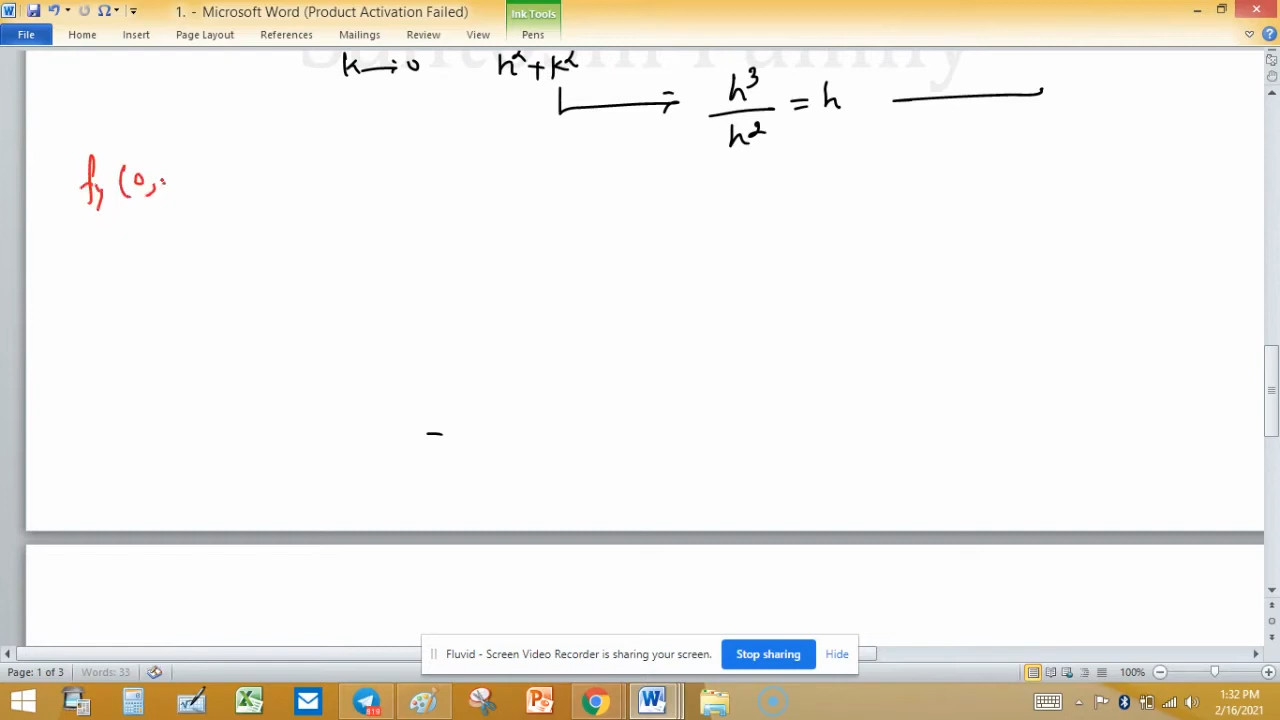 1. - Microsoft Word (Product Activation Failed)
Ink Tools
File Home Insert Page Layout References Mailings Review View Pens
k→0 h²+k²
h³/h² = h
fy (0,
=
Fluvid - Screen Video Recorder is sharing your screen. Stop sharing Hide
Page: 1 of 3 Words: 33 100%
819
1:32 PM
2/16/2021